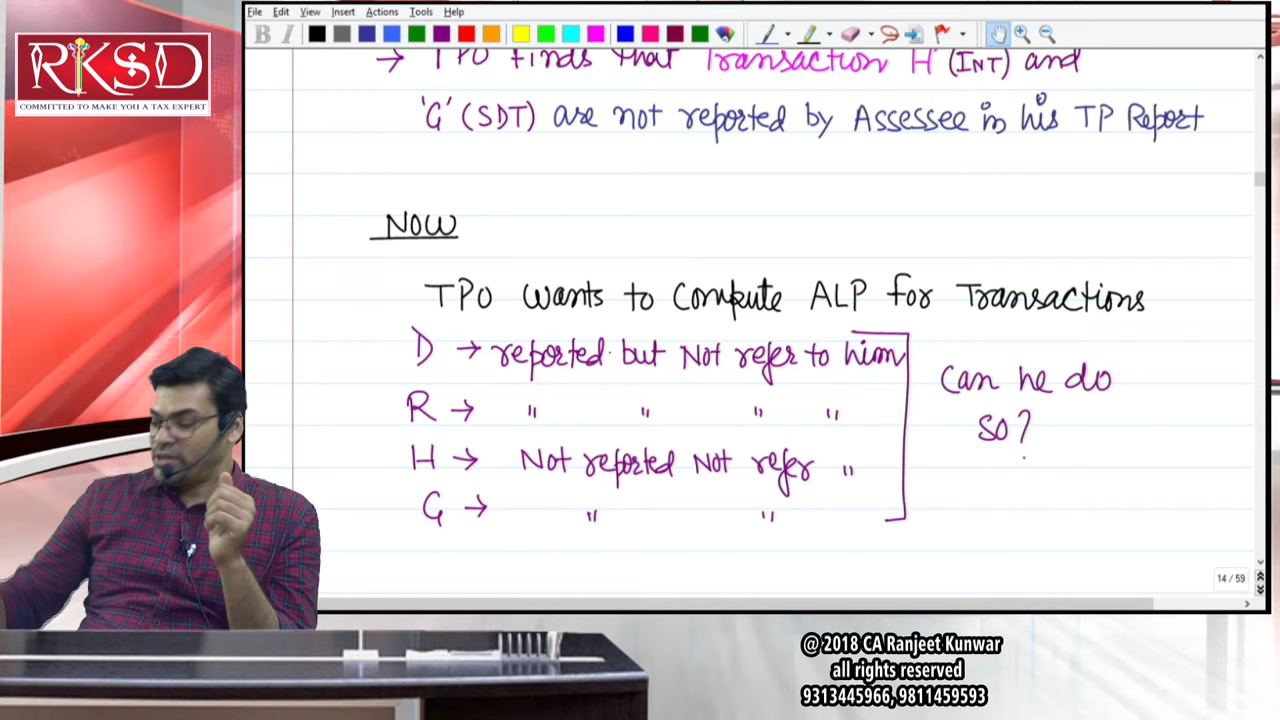 File Edit View Insert Actions Tools Help
RKSD
COMMITTED TO MAKE YOU A TAX EXPERT
B I
→ TPO finds that Transaction 'H' (INT) and
'G' (SDT) are not reported by Assessee in his TP Report
NOW
TPO wants to Compute ALP for Transactions
D → reported but Not refer to him
R → " " " "
H → Not reported Not refer "
G → " "
Can he do
so?
14 / 59
@ 2018 CA Ranjeet Kunwar
all rights reserved
9313445966, 9811459593